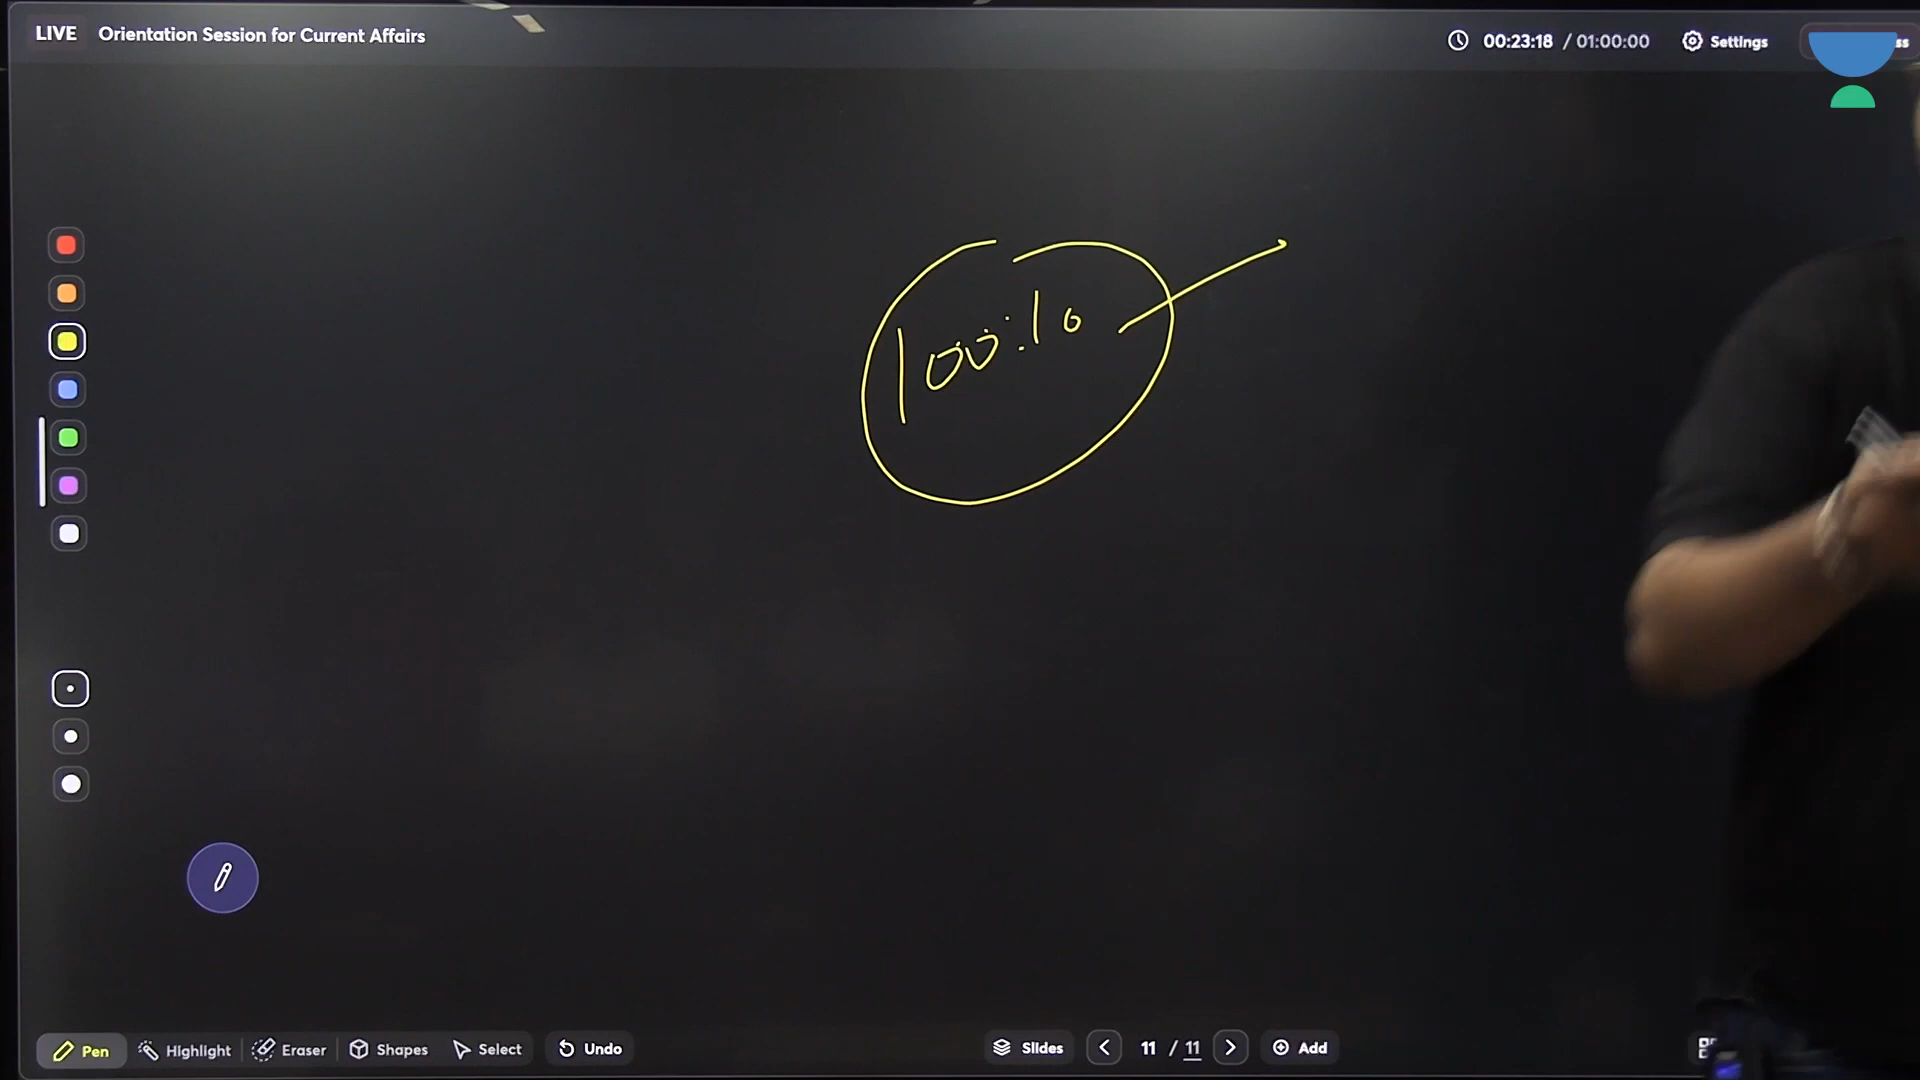 LIVE Orientation Session for Current Affairs
00:23:18 / 01:00:00 Settings
100:10
Pen Highlight Eraser Shapes Select Undo
Slides 11 / 11 Add